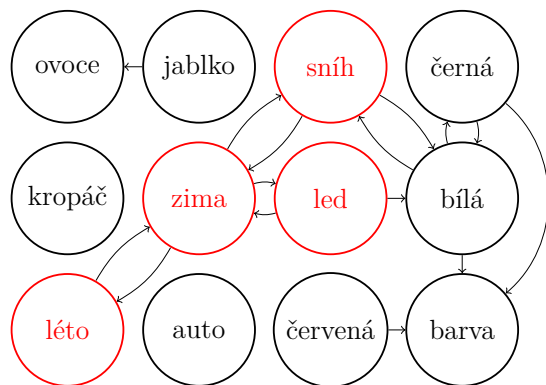 ovoce jablko sníh černá
kropáč zima led bílá
léto auto červená barva